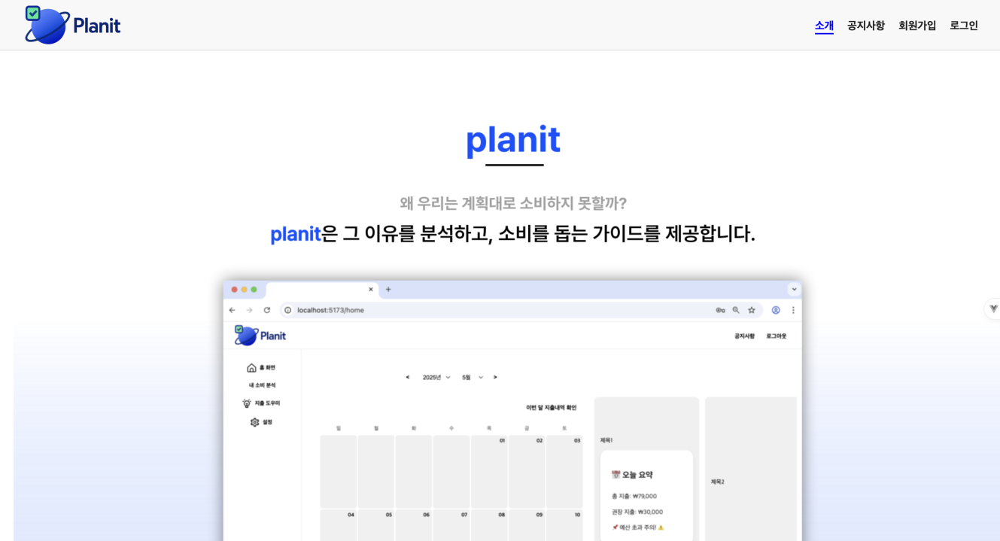 Planit
소개 공지사항 회원가입 로그인
planit
왜 우리는 계획대로 소비하지 못할까?
planit은 그 이유를 분석하고, 소비를 돕는 가이드를 제공합니다.
localhost:5173/home
Planit
공지사항 로그아웃
홈 화면
내 소비 분석
지출 도우미
설정
< 2025년 5월 >
이번 달 지출내역 확인
일 월 화 수 목 금 토
01 02 03
04 05 06 07 08 09 10
제목1
오늘 요약
총 지출: ₩79,000
권장 지출: ₩30,000
📌 예산 초과 주의! ⚠️
제목2